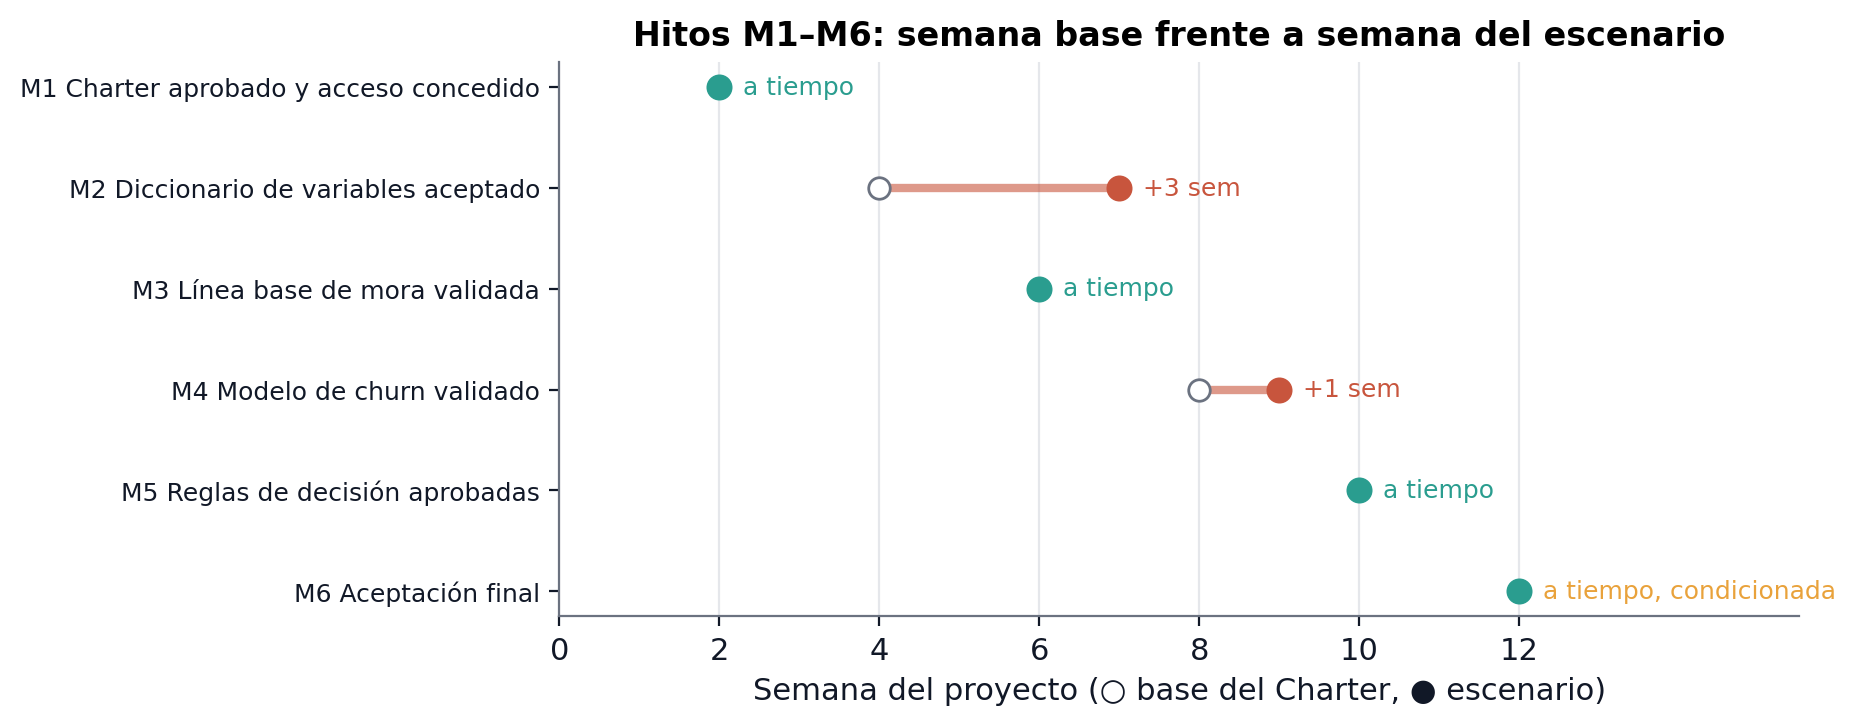 Hitos M1–M6: semana base frente a semana del escenario
M1 Charter aprobado y acceso concedido
a tiempo
M2 Diccionario de variables aceptado
+3 sem
M3 Línea base de mora validada
a tiempo
M4 Modelo de churn validado
+1 sem
M5 Reglas de decisión aprobadas
a tiempo
M6 Aceptación final
a tiempo, condicionada
0 2 4 6 8 10 12
Semana del proyecto (○ base del Charter, ● escenario)